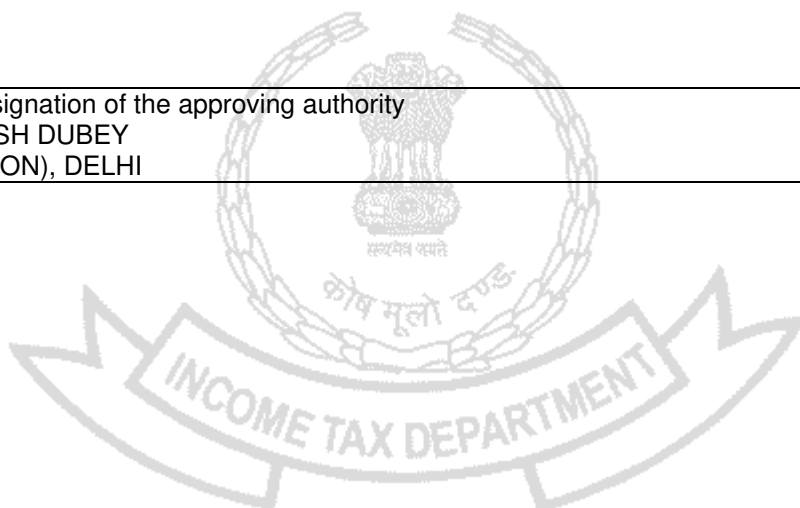 signation of the approving authority
SH DUBEY
ON), DELHI
सत्यमेव जयते
कोष मूलो दण्डः
INCOME TAX DEPARTMENT